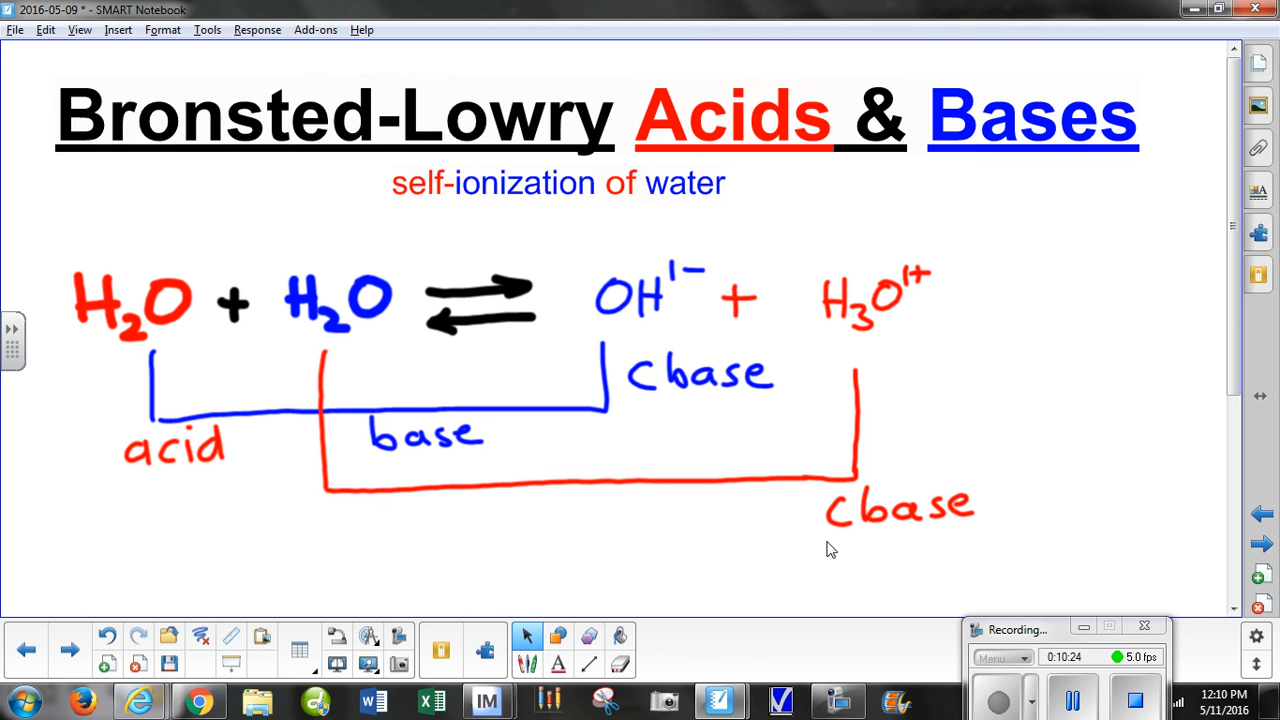 2016-05-09 * - SMART Notebook
File Edit View Insert Format Tools Response Add-ons Help
Bronsted-Lowry Acids & Bases
self-ionization of water
H₂O + H₂O ⇌ OH¹⁻ + H₃O¹⁺
cbase
acid base
cbase
Recording...
Menu 0:10:24 5.0 fps
IM
12:10 PM
5/11/2016